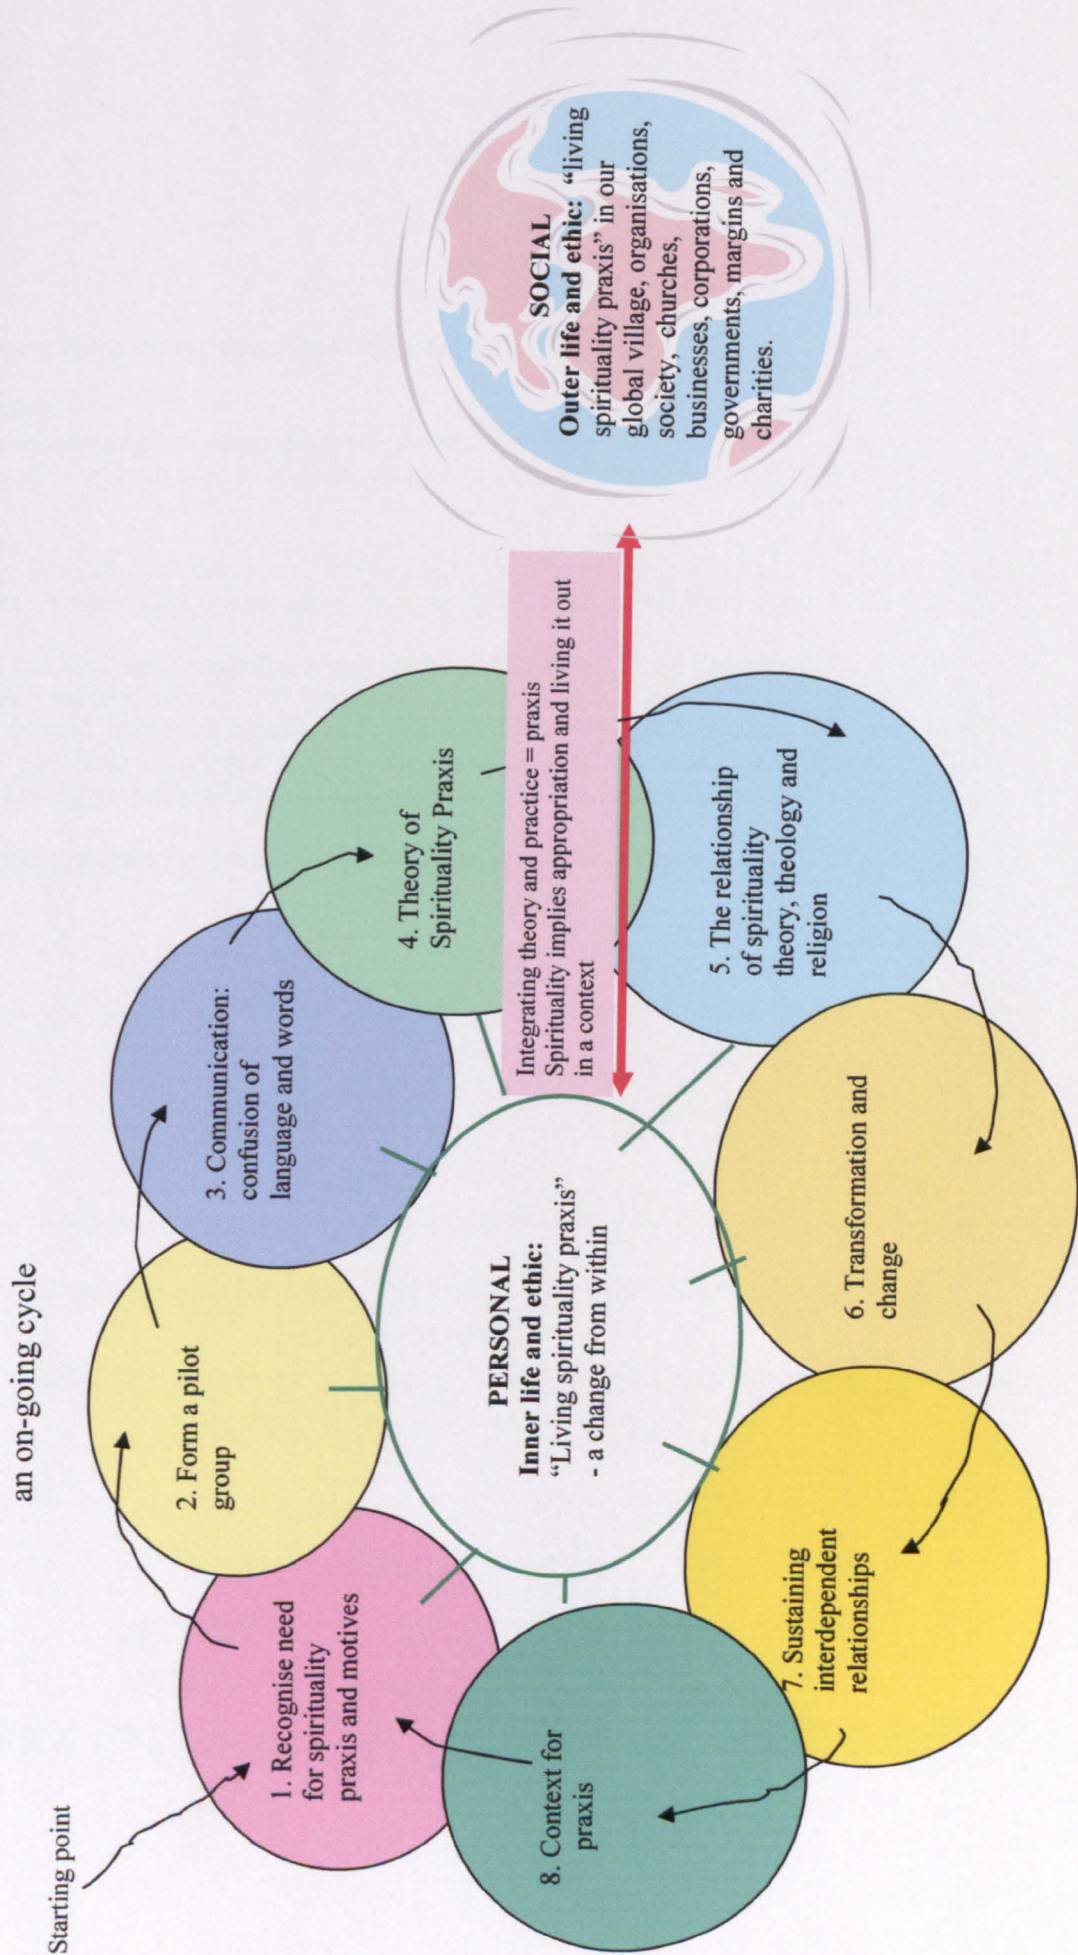 an on-going cycle
Starting point
1. Recognise need
for spirituality
praxis and motives
2. Form a pilot
group
3. Communication:
confusion of
language and words
4. Theory of
Spirituality Praxis
Integrating theory and practice = praxis
Spirituality implies appropriation and living it out
in a context
5. The relationship
of spirituality
theory, theology and
religion
6. Transformation and
change
7. Sustaining
interdependent
relationships
8. Context for
praxis
PERSONAL
Inner life and ethic:
“Living spirituality praxis”
- a change from within
SOCIAL
Outer life and ethic: “living
spirituality praxis” in our
global village, organisations,
society, churches,
businesses, corporations,
governments, margins and
charities.